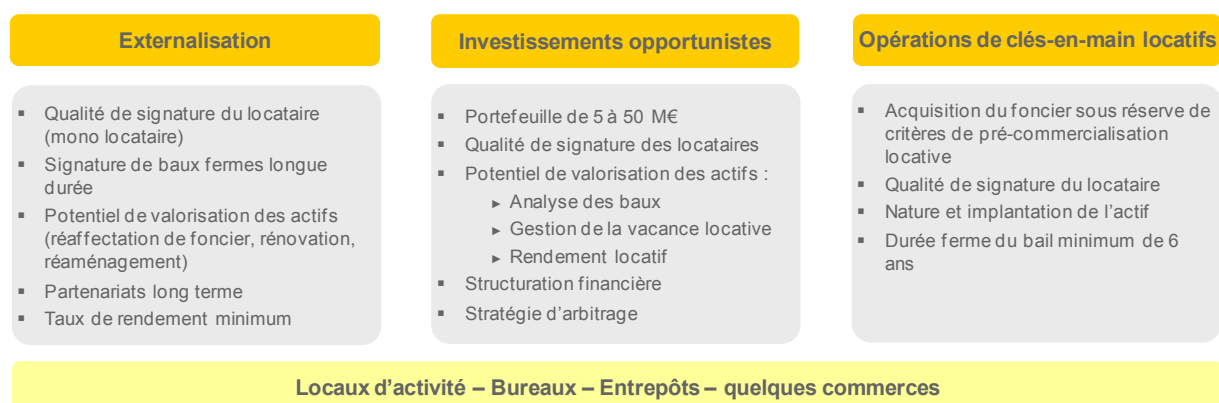 Externalisation
▪ Qualité de signature du locataire
(mono locataire)
▪ Signature de baux fermes longue
durée
▪ Potentiel de valorisation des actifs
(réaffectation de foncier, rénovation,
réaménagement)
▪ Partenariats long terme
▪ Taux de rendement minimum
Investissements opportunistes
▪ Portefeuille de 5 à 50 M€
▪ Qualité de signature des locataires
▪ Potentiel de valorisation des actifs :
► Analyse des baux
► Gestion de la vacance locative
► Rendement locatif
▪ Structuration financière
▪ Stratégie d'arbitrage
Opérations de clés-en-main locatifs
▪ Acquisition du foncier sous réserve de
critères de pré-commercialisation
locative
▪ Qualité de signature du locataire
▪ Nature et implantation de l'actif
▪ Durée ferme du bail minimum de 6
ans
Locaux d'activité – Bureaux – Entrepôts – quelques commerces